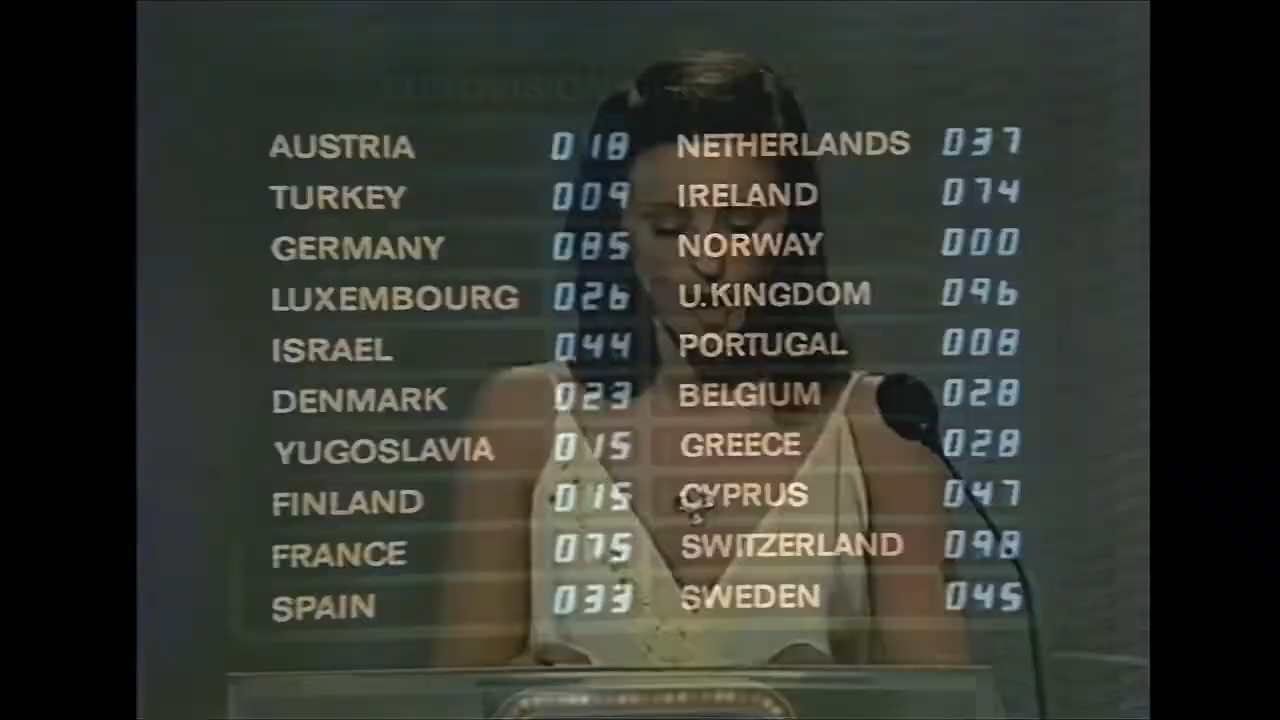 EUROVISION
AUSTRIA 018
TURKEY 009
GERMANY 085
LUXEMBOURG 026
ISRAEL 044
DENMARK 023
YUGOSLAVIA 015
FINLAND 015
FRANCE 075
SPAIN 033
NETHERLANDS 037
IRELAND 074
NORWAY 000
U.KINGDOM 096
PORTUGAL 008
BELGIUM 028
GREECE 028
CYPRUS 047
SWITZERLAND 098
SWEDEN 045